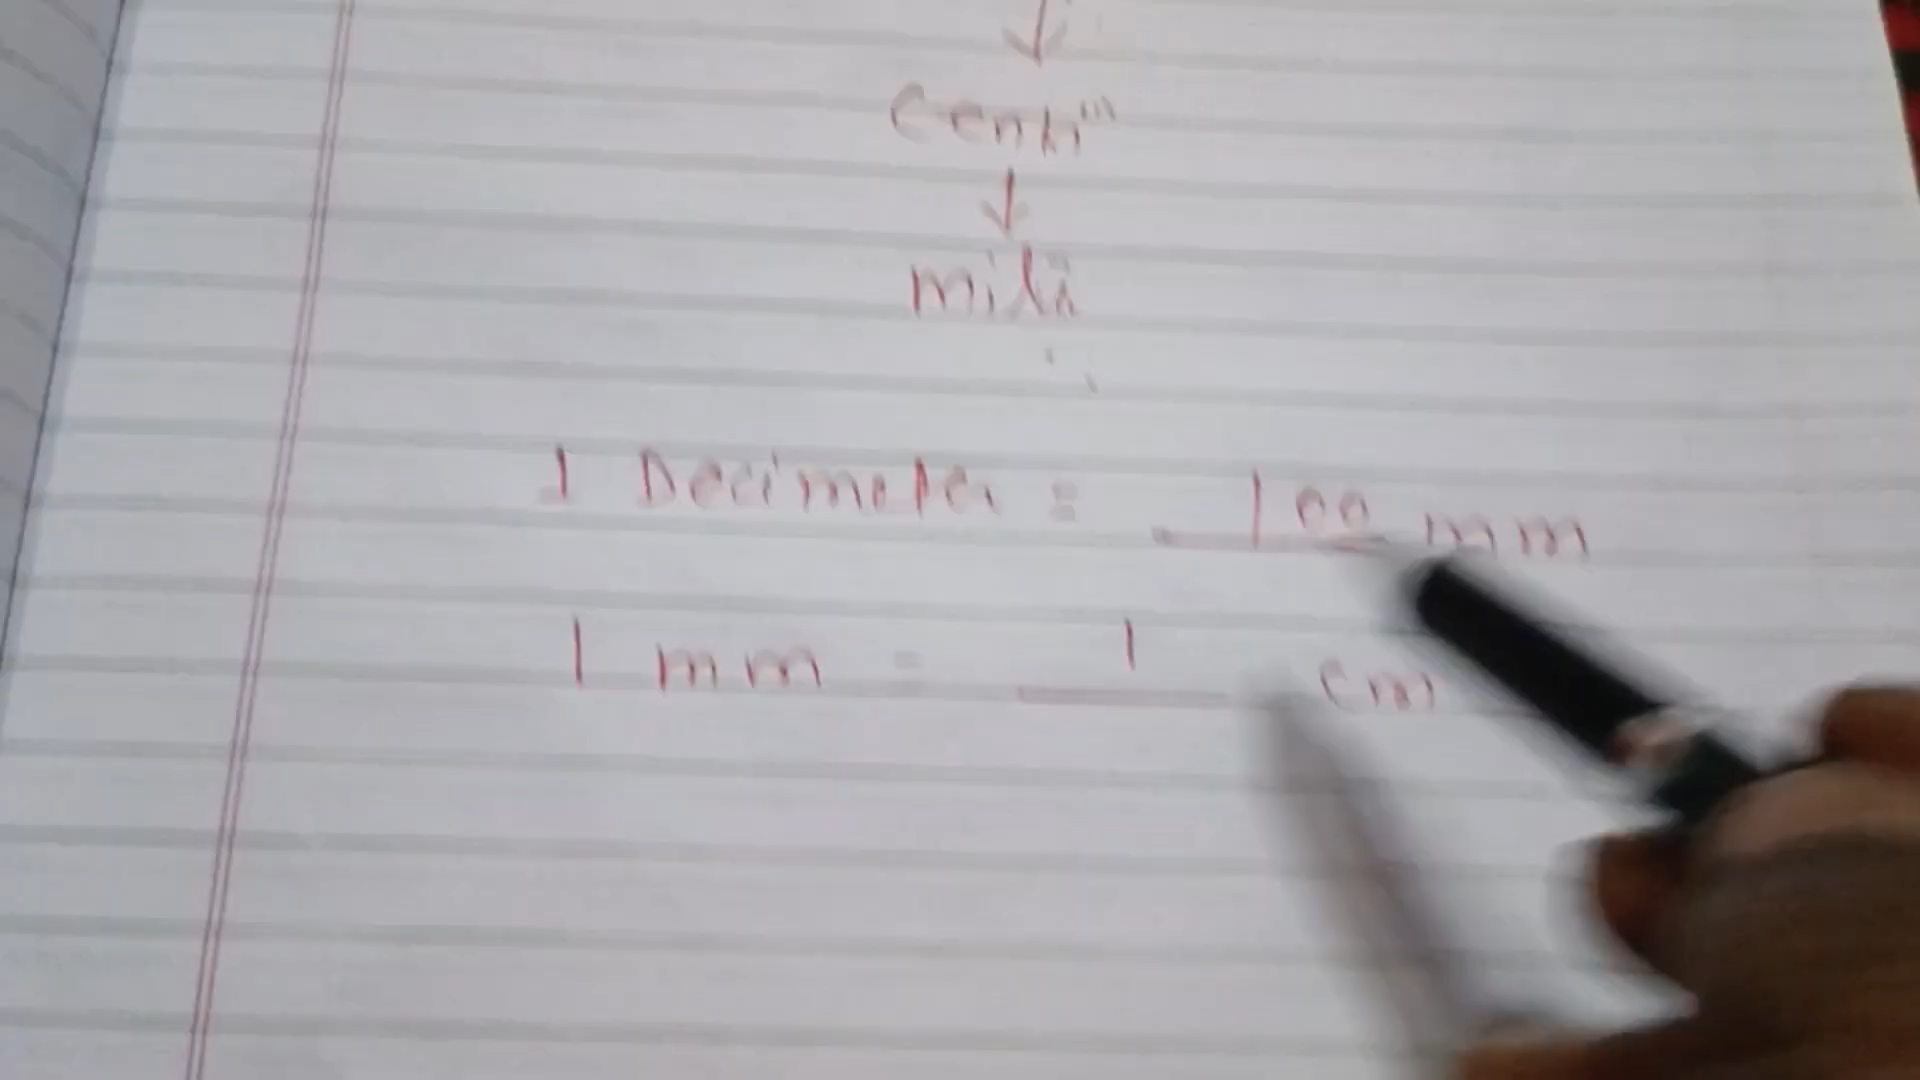 ↓
Centi
↓
mili
1 Decimeter = 100 mm
1 mm = 1 cm